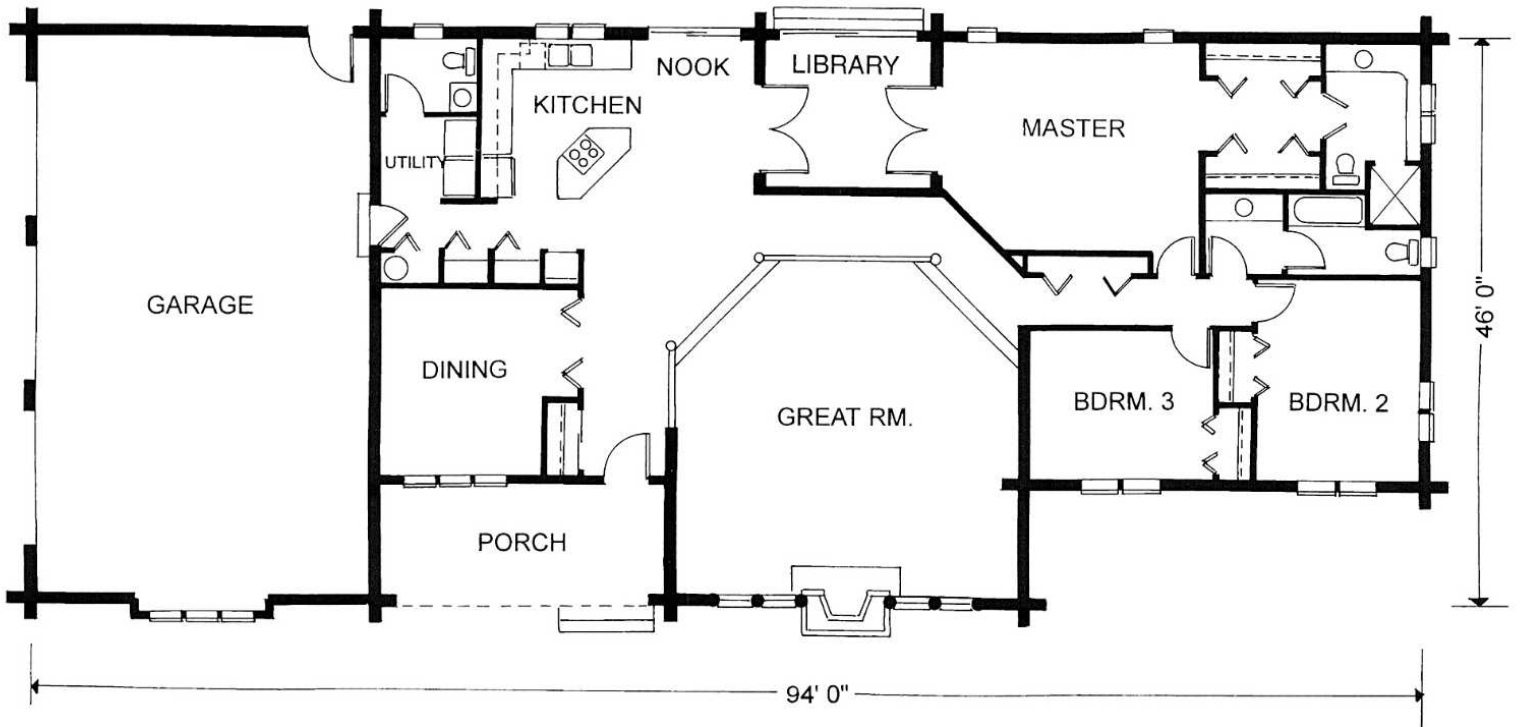 NOOK
LIBRARY
KITCHEN
MASTER
UTILITY
GARAGE
46' 0"
DINING
BDRM. 3
BDRM. 2
GREAT RM.
PORCH
94' 0"